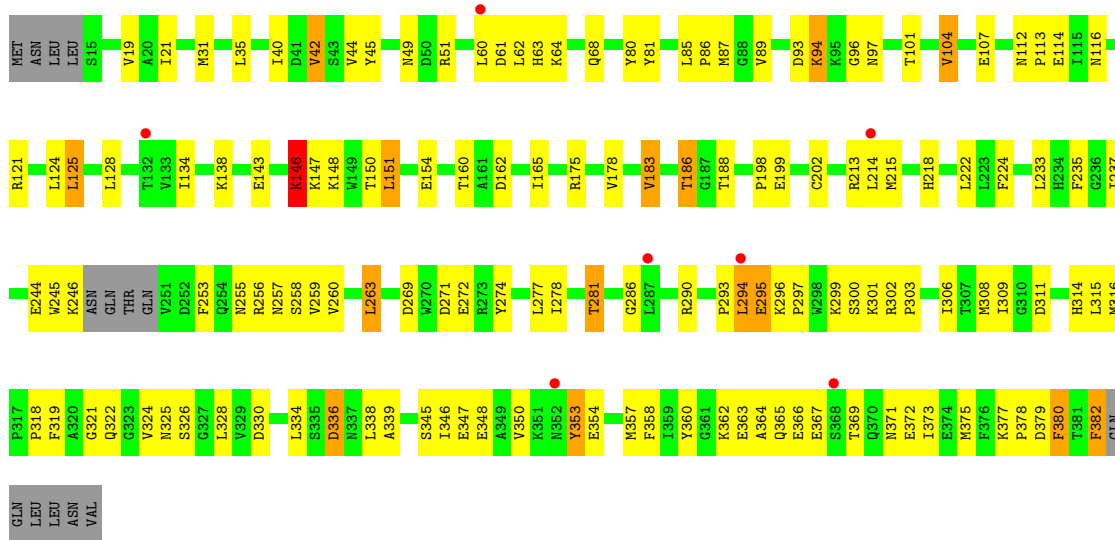 MET ASN LEU LEU S15 V19 A20 I21 M31 L35 I40 D41 V42 S43 V44 Y45 N49 D50 R51 L60 D61 L62 H63 K64 Q68 Y80 Y81 L85 P86 M87 G88 V89 D93 K94 K95 G96 N97 T101 V104 E107 N112 P113 E114 I115 N116
R121 L124 L125 L128 T132 V133 I134 K138 E143 K146 K147 K148 W149 T150 L151 E154 T160 A161 D162 I165 R175 V178 V183 T186 G187 T188 P198 E199 C202 R213 L214 M215 H218 L222 L223 F224 L233 H234 F235 G236 I237
E244 W245 K246 ASN GLN THR GLN V251 D252 F253 Q254 N255 R256 N257 S258 V259 V260 L263 D269 W270 D271 E272 R273 Y274 L277 I278 T281 G286 L287 R290 P293 L294 E295 K296 P297 W298 K299 S300 K301 R302 P303 I306 T307 M308 I309 G310 D311 H314 L315 M316
P317 P318 F319 A320 G321 Q322 G323 V324 N325 S326 G327 L328 V329 D330 L334 S335 D336 N337 L338 A339 S345 I346 E347 E348 A349 V350 K351 N352 Y353 E354 M357 F358 I359 Y360 G361 K362 E363 A364 Q365 E366 E367 S368 T369 Q370 N371 E372 I373 E374 M375 F376 K377 P378 D379 F380 T381 F382 GLN
GLN LEU LEU ASN VAL